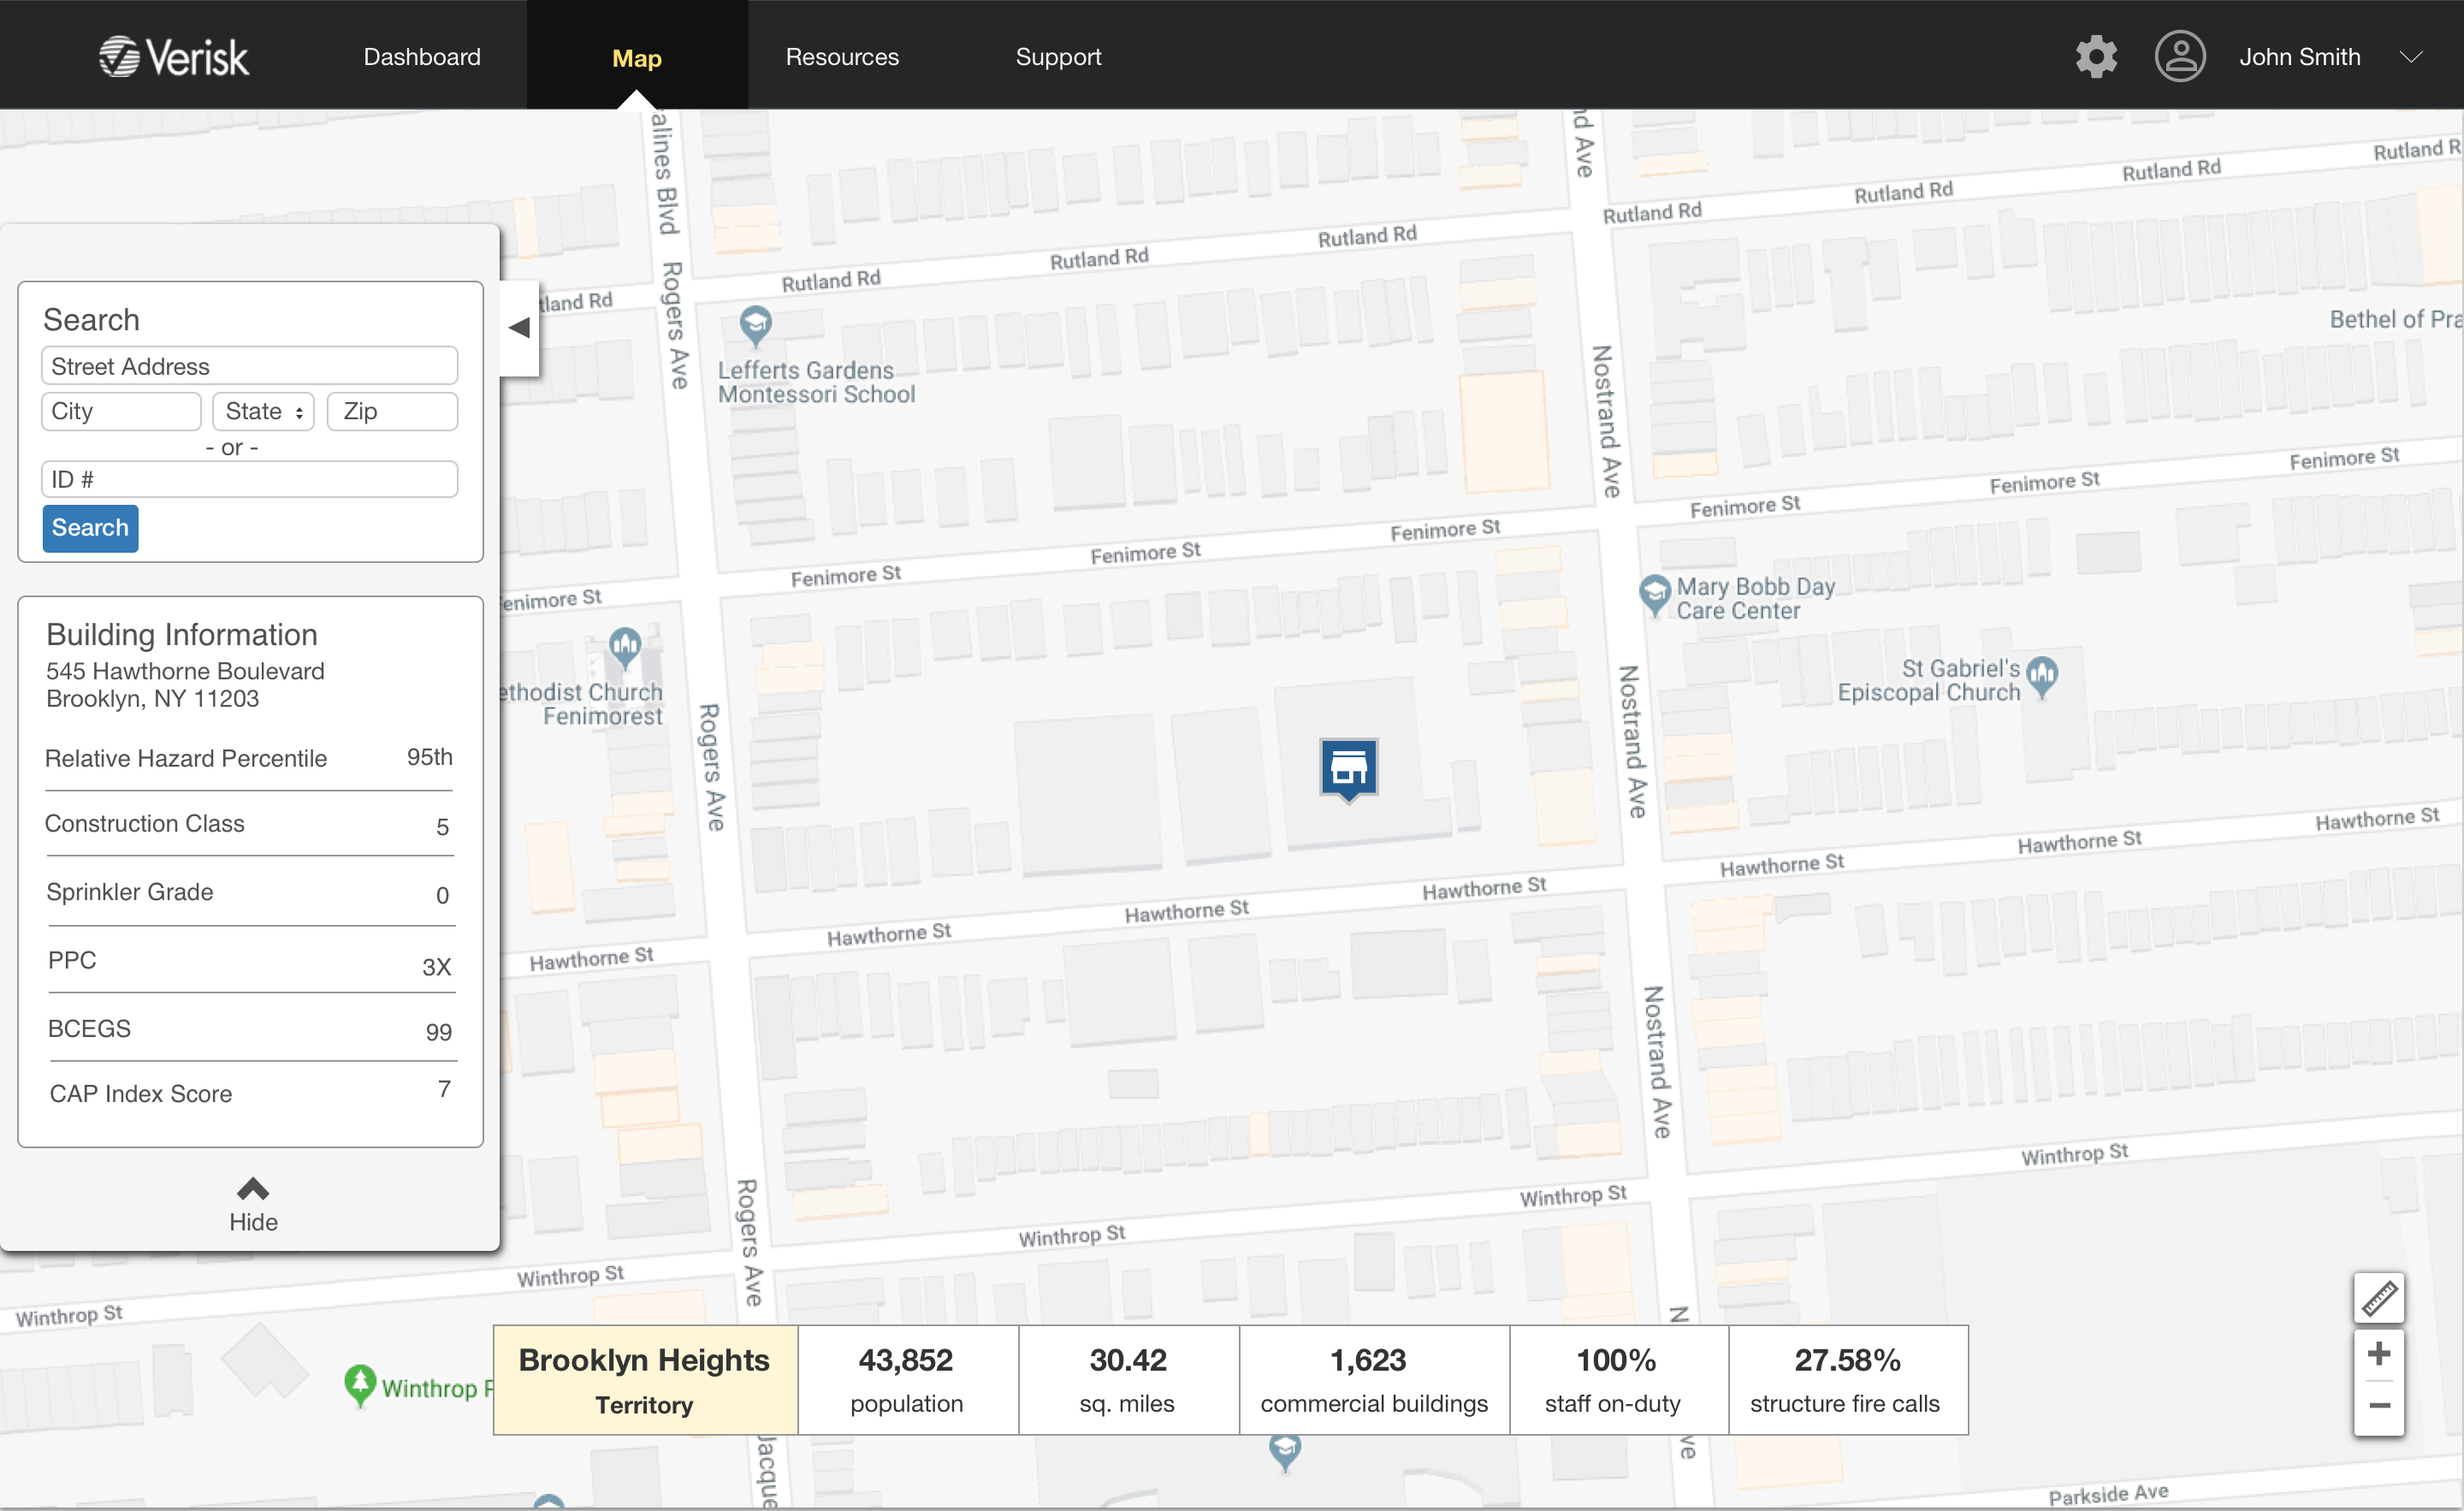 Verisk
Dashboard
Map
Resources
Support
John Smith
Search
Street Address
City
State
Zip
- or -
ID #
Search
Building Information
545 Hawthorne Boulevard
Brooklyn, NY 11203
Relative Hazard Percentile 95th
Construction Class 5
Sprinkler Grade 0
PPC 3X
BCEGS 99
CAP Index Score 7
Hide
alines Blvd
Rogers Ave
nd Ave
Rutland Rd
Rutland Rd
Rutland Rd
Rutland R
tland Rd
Rutland Rd
Rutland Rd
Rutland Rd
Lefferts Gardens
Montessori School
Nostrand Ave
Bethel of Pra
Fenimore St
Fenimore St
Fenimore St
Fenimore St
Fenimore St
Fenimore St
enimore St
Mary Bobb Day
Care Center
ethodist Church
Fenimorest
St Gabriel's
Episcopal Church
Rogers Ave
Nostrand Ave
Hawthorne St
Hawthorne St
Hawthorne St
Hawthorne St
Hawthorne St
Hawthorne St
Hawthorne St
Nostrand Ave
Winthrop St
Winthrop St
Winthrop St
Winthrop St
Winthrop St
Rogers Ave
N
Winthrop P
Brooklyn Heights
Territory
43,852
population
30.42
sq. miles
1,623
commercial buildings
100%
staff on-duty
27.58%
structure fire calls
Jacque
ve
Parkside Ave